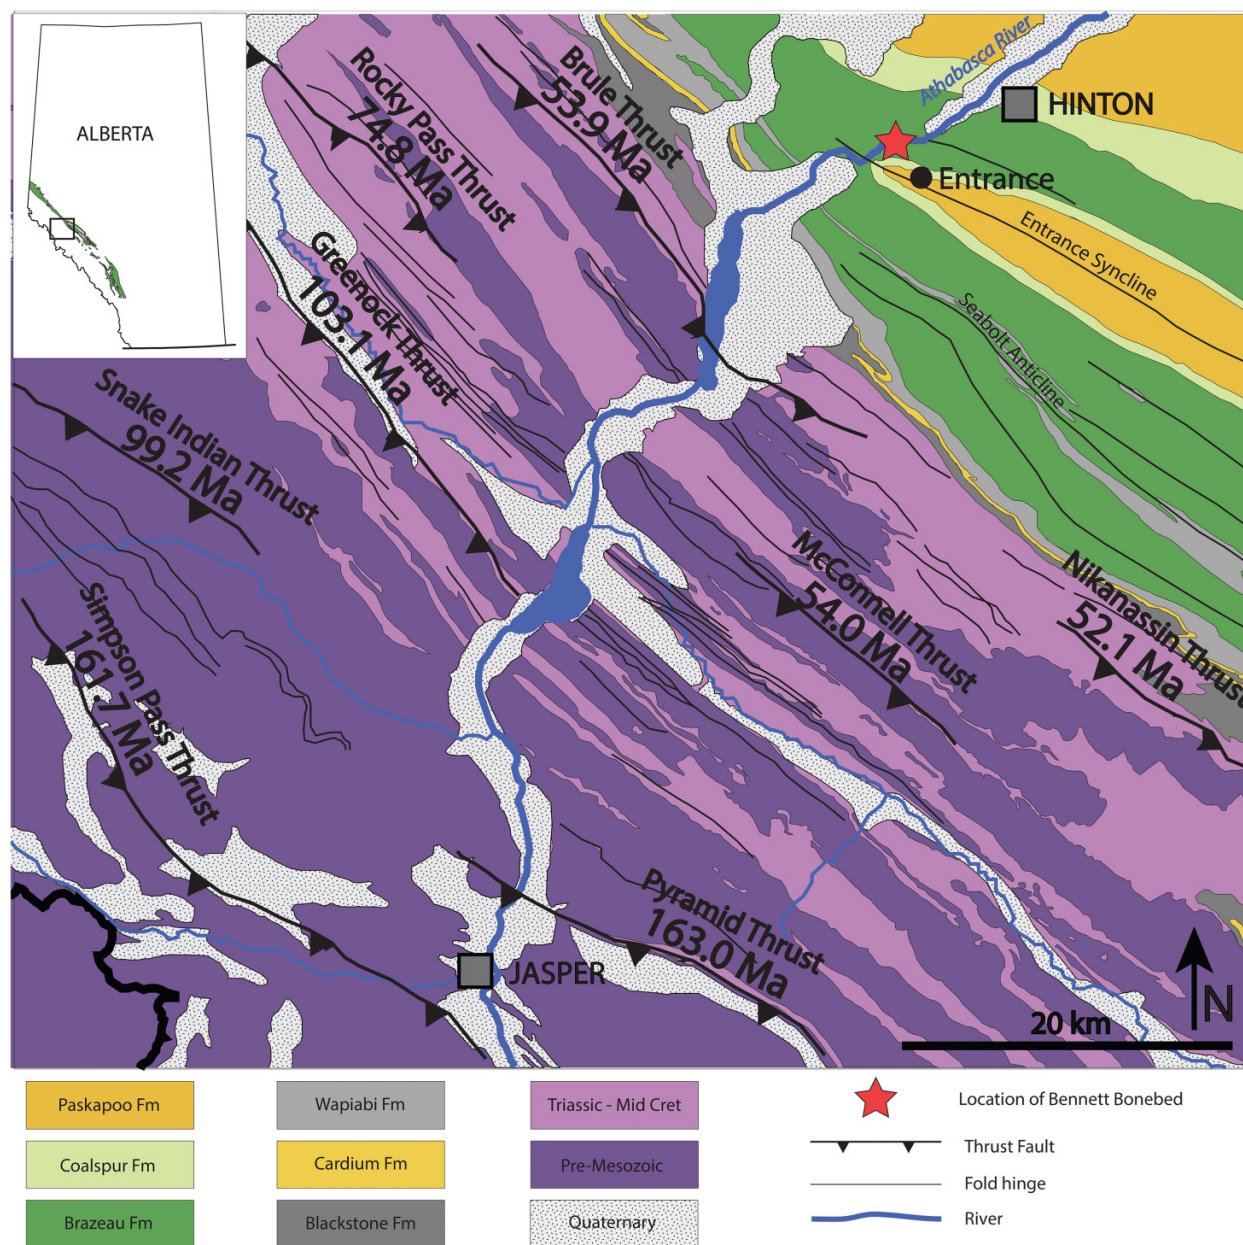 ALBERTA
Rocky Pass Thrust
74.8 Ma
Brule Thrust
53.9 Ma
Athabasca River
HINTON
Entrance
Entrance Syncline
Seabolt Anticline
Greenock Thrust
103.1 Ma
Snake Indian Thrust
99.2 Ma
Simpson Pass Thrust
161.7 Ma
McConnell Thrust
54.0 Ma
Nikanassin Thrust
52.1 Ma
Pyramid Thrust
163.0 Ma
JASPER
N
20 km
Paskapoo Fm
Wapiabi Fm
Triassic - Mid Cret
Location of Bennett Bonebed
Coalspur Fm
Cardium Fm
Pre-Mesozoic
Thrust Fault
Fold hinge
Brazeau Fm
Blackstone Fm
Quaternary
River